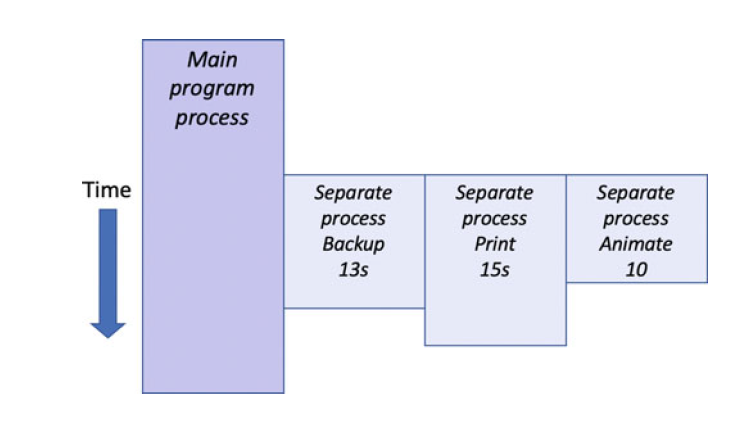 Main
program
process
Time
Separate
process
Backup
13s
Separate
process
Print
15s
Separate
process
Animate
10